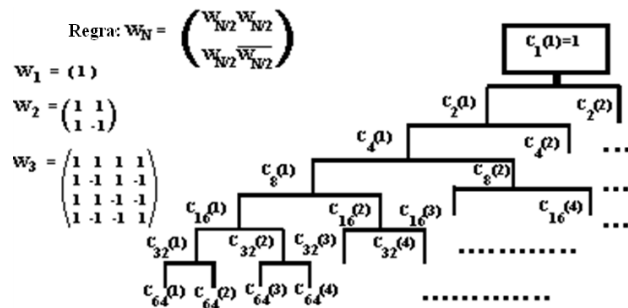 Regra: W_N = ( W_N/2 W_N/2
W_N/2 \overline{W_N/2} )
W_1 = (1)
W_2 = ( 1 1
1 -1 )
W_3 = ( 1 1 1 1
1 -1 1 -1
1 1 -1 -1
1 -1 -1 1 )
C_1(1)=1
C_2(1) C_2(2)
C_4(1) C_4(2)
C_8(1) C_8(2)
C_16(1) C_16(2) C_16(3) C_16(4)
C_32(1) C_32(2) C_32(3) C_32(4)
C_64(1) C_64(2) C_64(3) C_64(4)